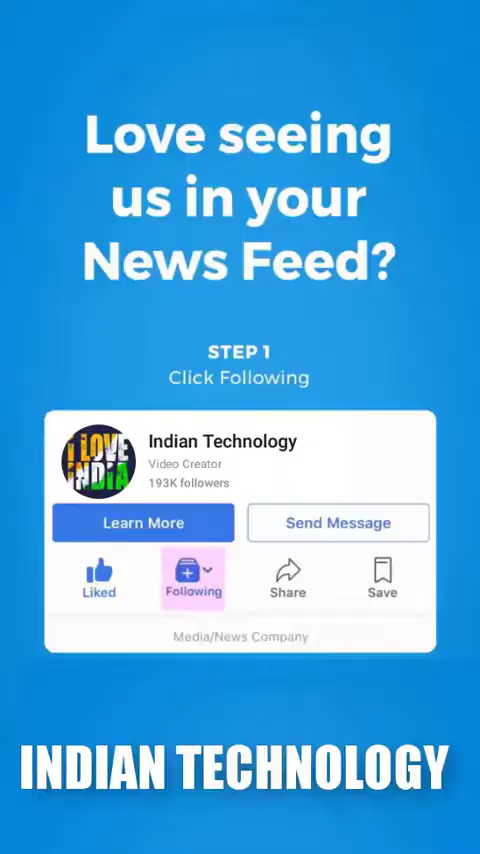 Love seeing
us in your
News Feed?
STEP 1
Click Following
I LOVE
INDIA
Indian Technology
Video Creator
193K followers
Learn More
Send Message
Liked
Following
Share
Save
Media/News Company
INDIAN TECHNOLOGY